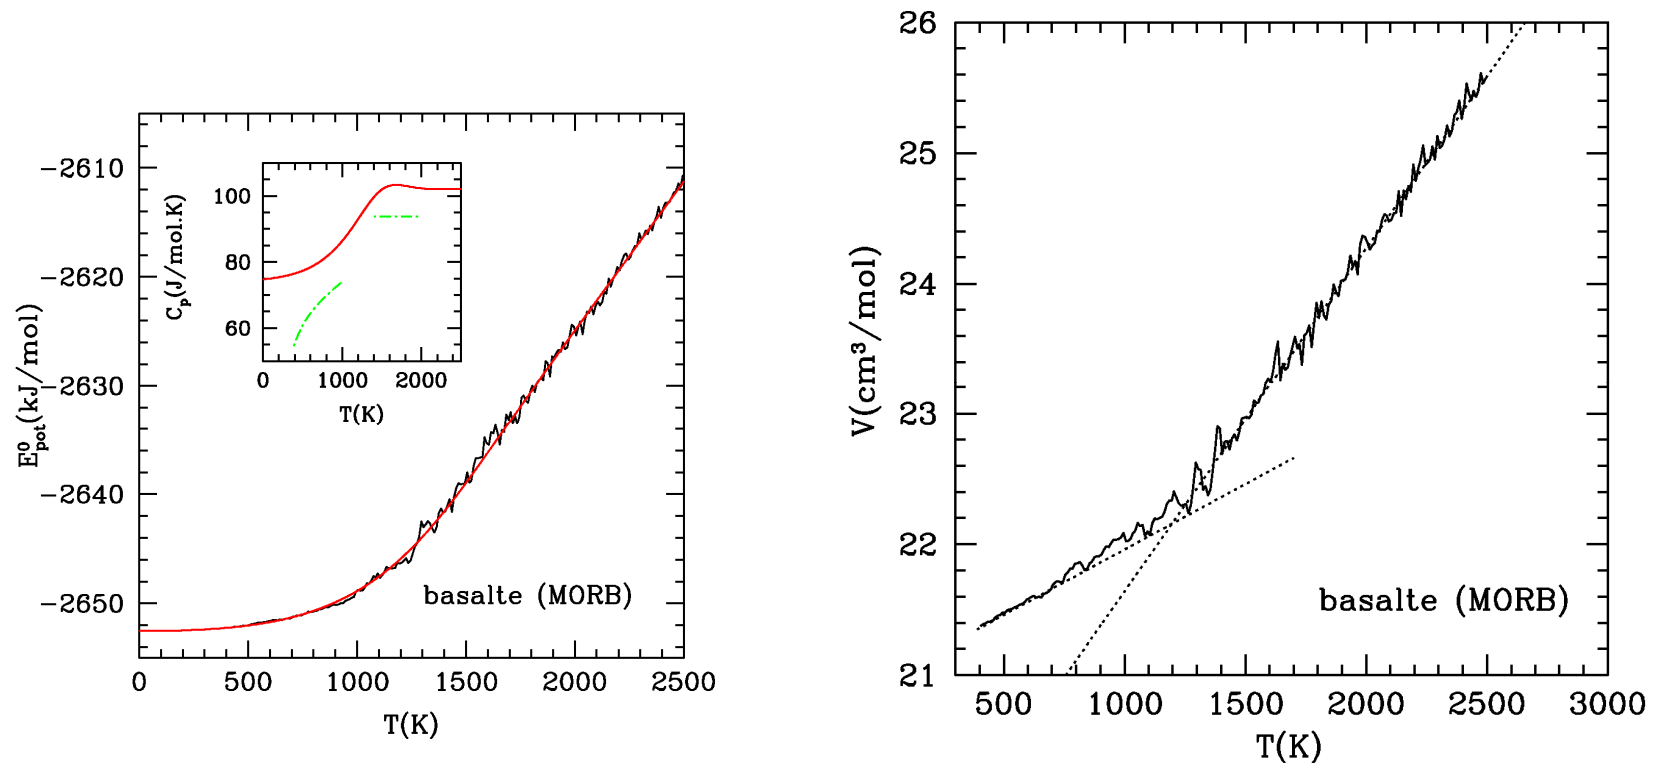 −2610
−2620
−2630
−2640
−2650
E⁰pot(kJ/mol)
0 500 1000 1500 2000 2500
T(K)
basalte (MORB)
100
80
60
Cp(J/mol.K)
0 1000 2000
T(K)
26
25
24
23
22
21
V(cm³/mol)
500 1000 1500 2000 2500 3000
T(K)
basalte (MORB)